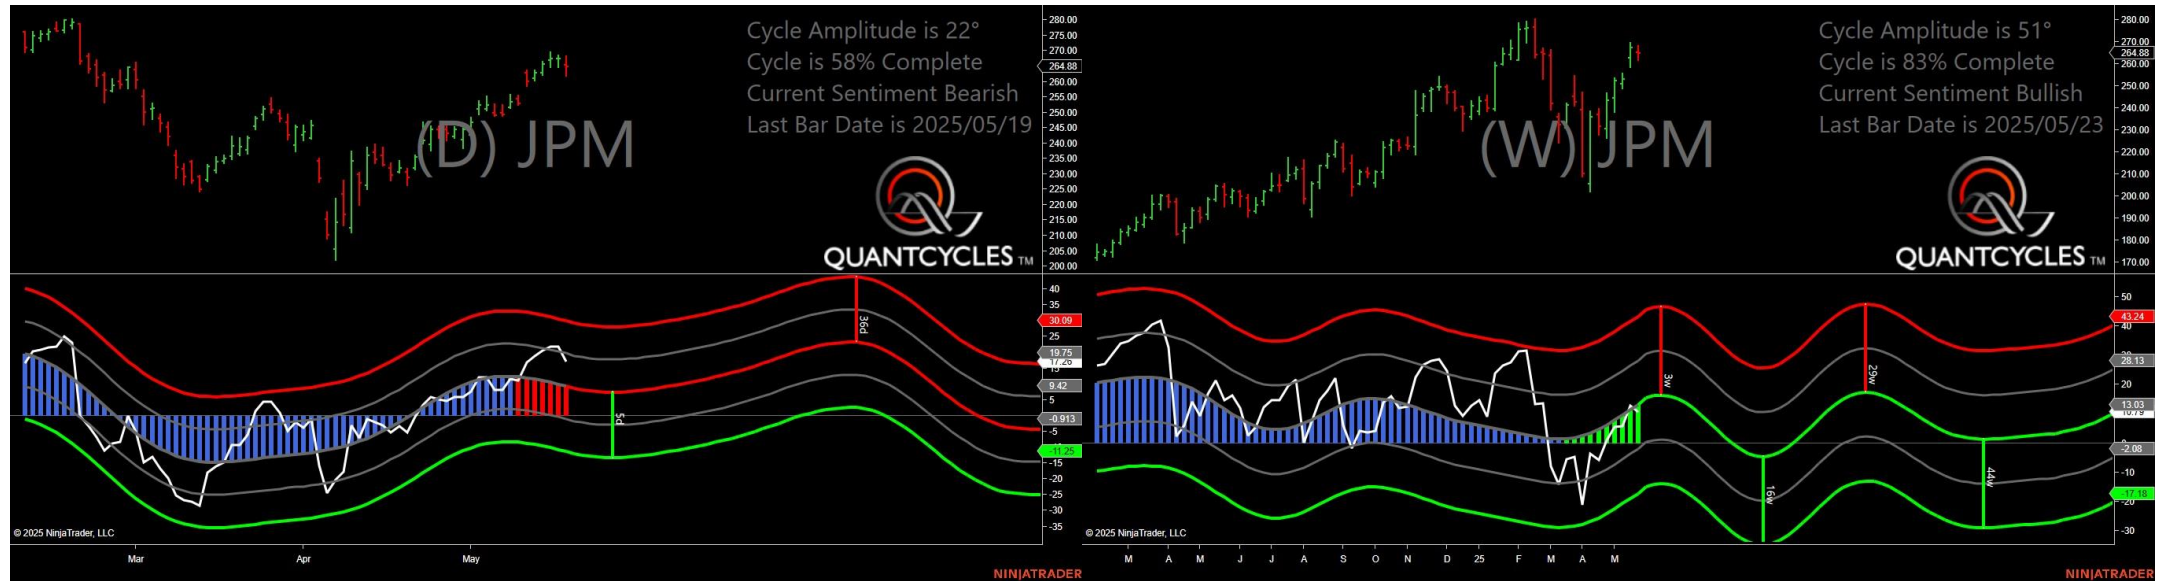 Cycle Amplitude is 22°
Cycle is 58% Complete
Current Sentiment Bearish
Last Bar Date is 2025/05/19
(D) JPM
QUANTCYCLES TM
280.00
275.00
270.00
264.88
260.00
255.00
250.00
245.00
240.00
235.00
230.00
225.00
220.00
215.00
210.00
205.00
200.00
40
35
30.09
25
19.75
15
9.42
5
-0.913
-5
-11.25
-15
-20
-25
-30
-35
36d
5d
© 2025 NinjaTrader, LLC
Mar Apr May
NINJATRADER
Cycle Amplitude is 51°
Cycle is 83% Complete
Current Sentiment Bullish
Last Bar Date is 2025/05/23
(W) JPM
QUANTCYCLES TM
280.00
270.00
264.88
260.00
250.00
240.00
230.00
220.00
210.00
200.00
190.00
180.00
170.00
50
43.24
40
28.13
20
13.03
10.79
-2.08
-10
-17.18
-20
-30
3w
29w
16w
44w
© 2025 NinjaTrader, LLC
M A M J J A S O N D 25 F M A M
NINJATRADER